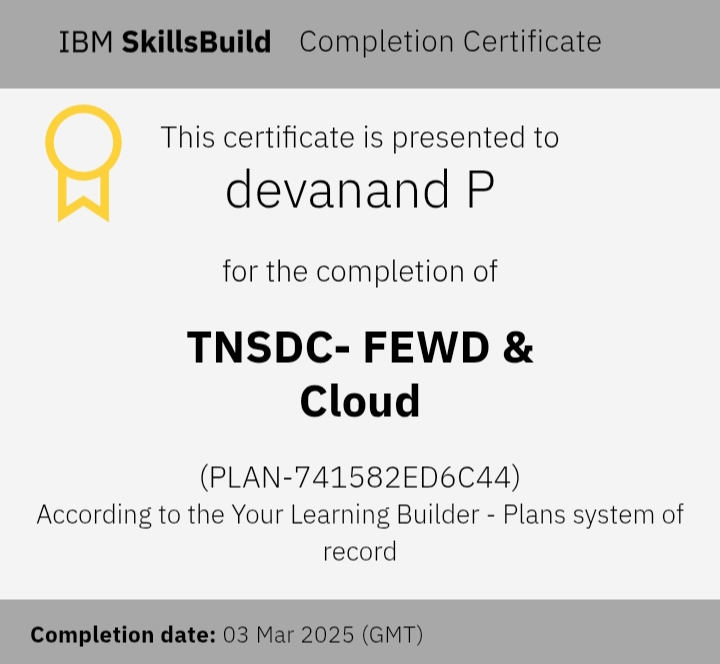 IBM SkillsBuild Completion Certificate
This certificate is presented to
devanand P
for the completion of
TNSDC- FEWD &
Cloud
(PLAN-741582ED6C44)
According to the Your Learning Builder - Plans system of
record
Completion date: 03 Mar 2025 (GMT)